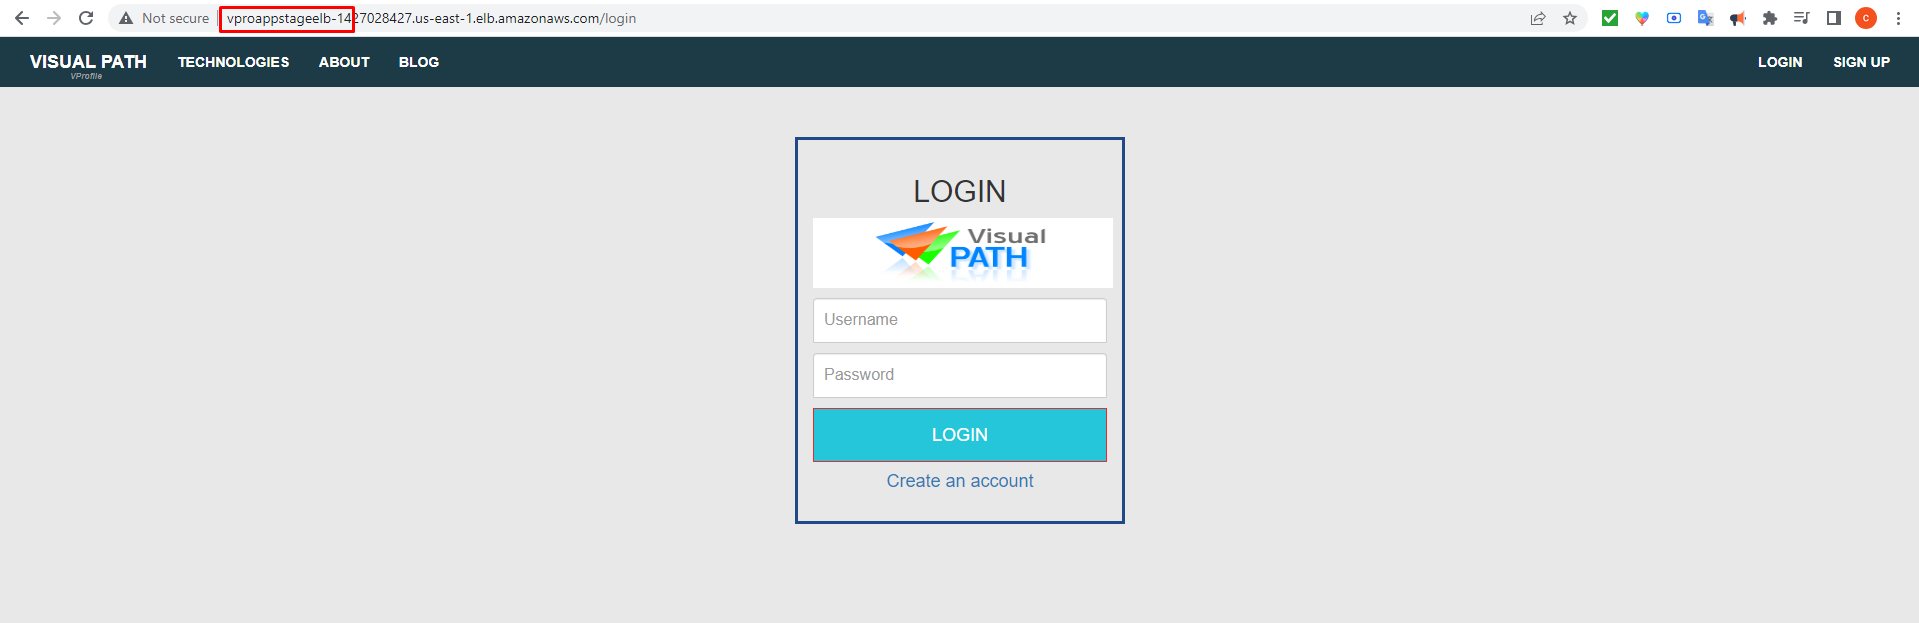 Not secure vproappstageelb-1427028427.us-east-1.elb.amazonaws.com/login
C
VISUAL PATH TECHNOLOGIES ABOUT BLOG LOGIN SIGN UP
VProfile
LOGIN
Visual
PATH
Username
Password
LOGIN
Create an account